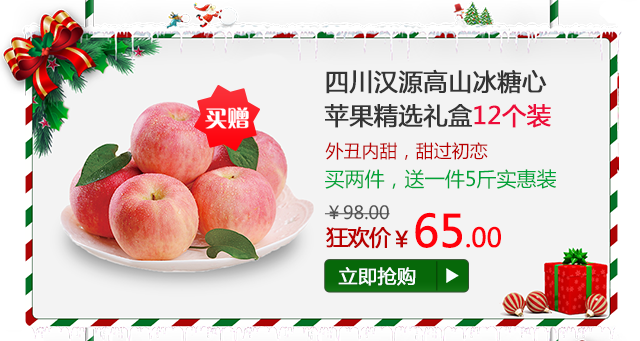 买赠
四川汉源高山冰糖心
苹果精选礼盒12个装
外丑内甜，甜过初恋
买两件，送一件5斤实惠装
￥98.00
狂欢价￥65.00
立即抢购